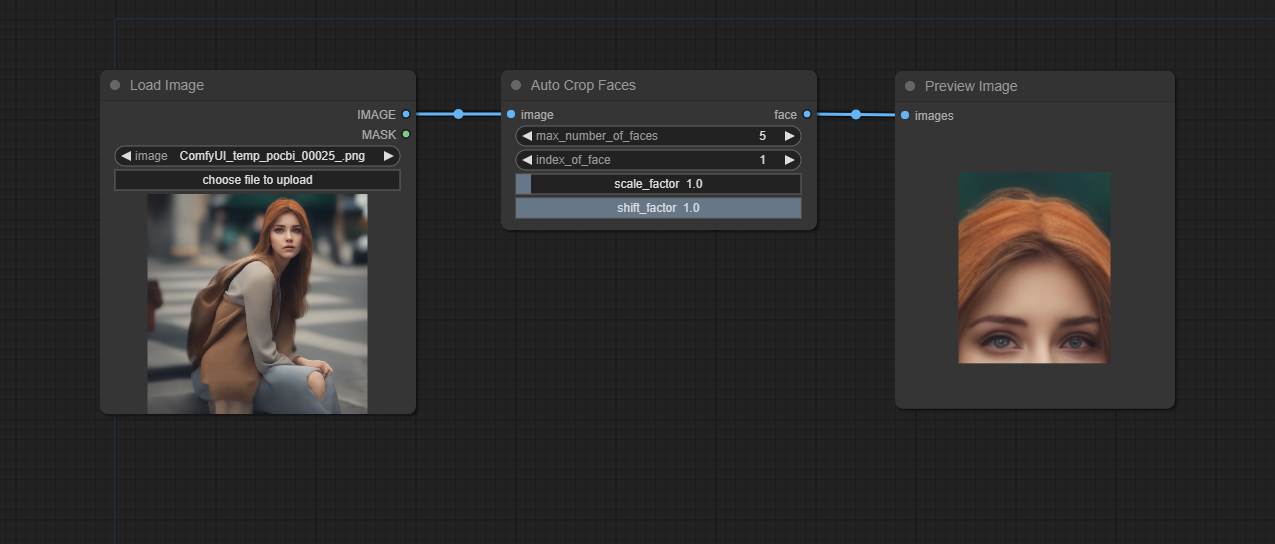 Load Image
IMAGE
MASK
image ComfyUI_temp_pocbi_00025_.png
choose file to upload
Auto Crop Faces
image face
max_number_of_faces 5
index_of_face 1
scale_factor 1.0
shift_factor 1.0
Preview Image
images